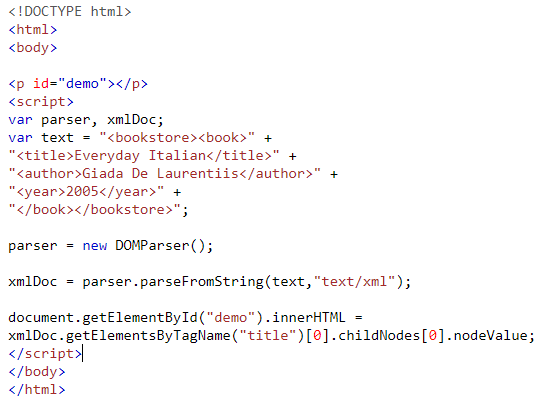 <!DOCTYPE html>
<html>
<body>

<p id="demo"></p>
<script>
var parser, xmlDoc;
var text = "<bookstore><book>" +
"<title>Everyday Italian</title>" +
"<author>Giada De Laurentiis</author>" +
"<year>2005</year>" +
"</book></bookstore>";

parser = new DOMParser();

xmlDoc = parser.parseFromString(text,"text/xml");

document.getElementById("demo").innerHTML =
xmlDoc.getElementsByTagName("title")[0].childNodes[0].nodeValue;
</script>
</body>
</html>